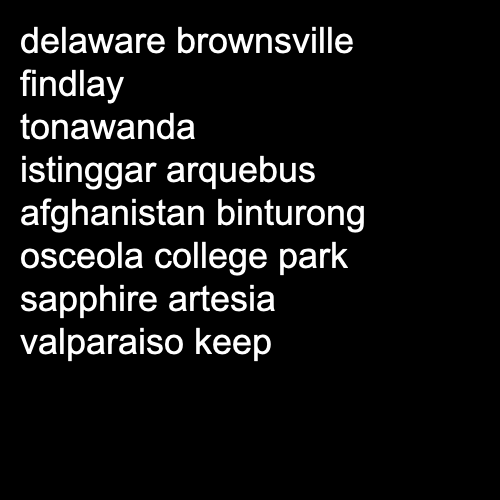 delaware brownsville
findlay
tonawanda
istinggar arquebus
afghanistan binturong
osceola college park
sapphire artesia
valparaiso keep